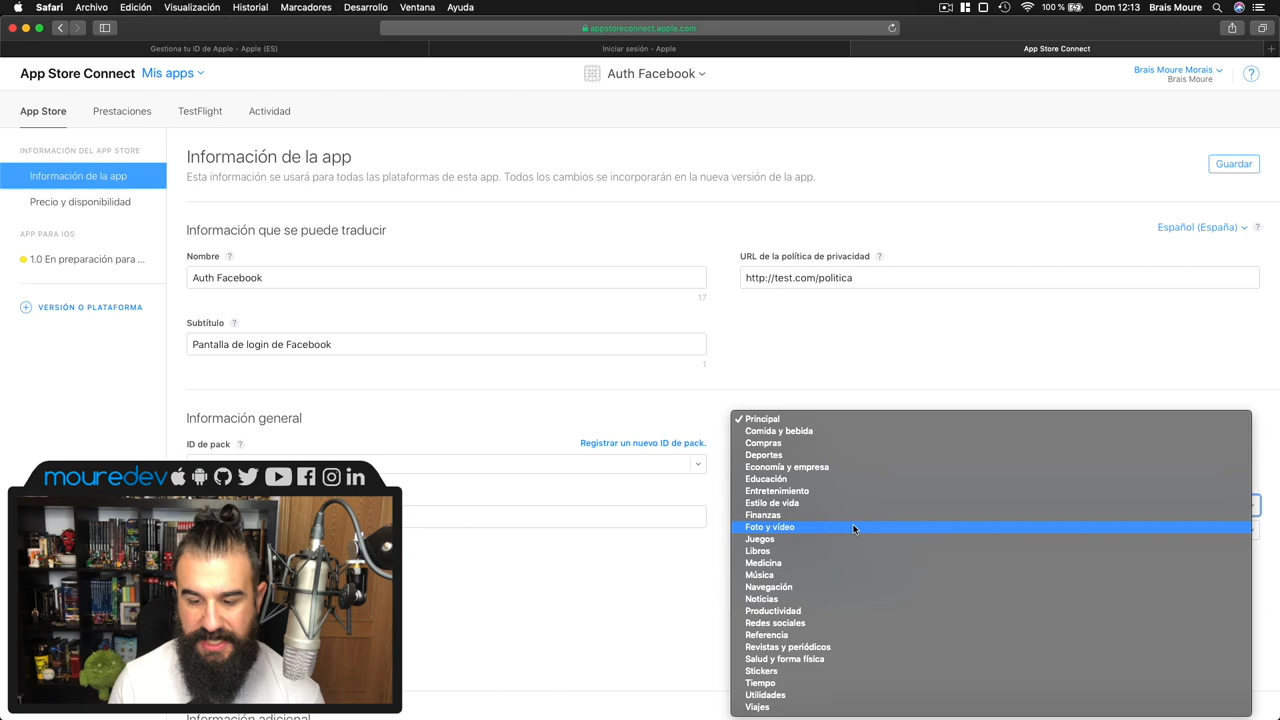 Safari Archivo Edición Visualización Historial Marcadores Desarrollo Ventana Ayuda
Brais Moure
appstoreconnect.apple.com
Gestiona tu ID de Apple - Apple (ES)
Iniciar sesión - Apple
App Store Connect
App Store Connect Mis apps
Auth Facebook
Brais Moure Morais
Brais Moure
?
App Store Prestaciones TestFlight Actividad
INFORMACIÓN DEL APP STORE
Información de la app
Precio y disponibilidad
APP PARA IOS
1.0 En preparación para ...
VERSIÓN O PLATAFORMA
Información de la app
Guardar
Esta información se usará para todas las plataformas de esta app. Todos los cambios se incorporarán en la nueva versión de la app.
Información que se puede traducir
Español (España) ?
Nombre ?
Auth Facebook
17
URL de la política de privacidad ?
http://test.com/politica
Subtítulo ?
Pantalla de login de Facebook
1
Información general
ID de pack ?
Registrar un nuevo ID de pack.
✓ Principal
Comida y bebida
Compras
Deportes
Economía y empresa
Educación
Entretenimiento
Estilo de vida
Finanzas
Foto y vídeo
Juegos
Libros
Medicina
Música
Navegación
Noticias
Productividad
Redes sociales
Referencia
Revistas y periódicos
Salud y forma física
Stickers
Tiempo
Utilidades
Viajes
mouredev
Información adicional